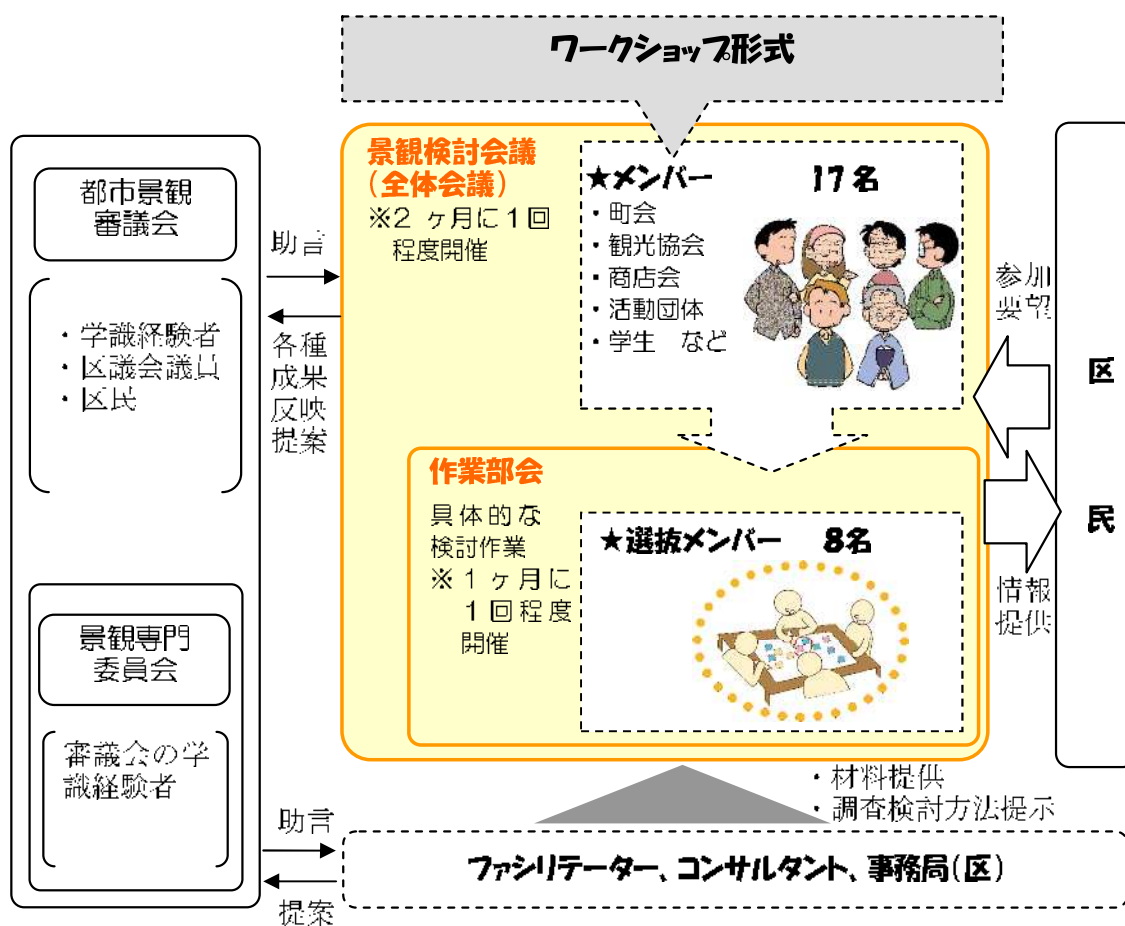 ワークショップ形式
都市景観
審議会
・学識経験者
・区議会議員
・区民
助言
各種
成果
反映
提案
景観検討会議
(全体会議)
※2 ヶ月に1回
程度開催
★メンバー 17名
・町会
・観光協会
・商店会
・活動団体
・学生 など
参加
要望
区
民
情報
提供
作業部会
具体的な
検討作業
※1ヶ月に
1回程度
開催
★選抜メンバー 8名
景観専門
委員会
審議会の学
識経験者
助言
提案
・材料提供
・調査検討方法提示
ファシリテーター、コンサルタント、事務局(区)